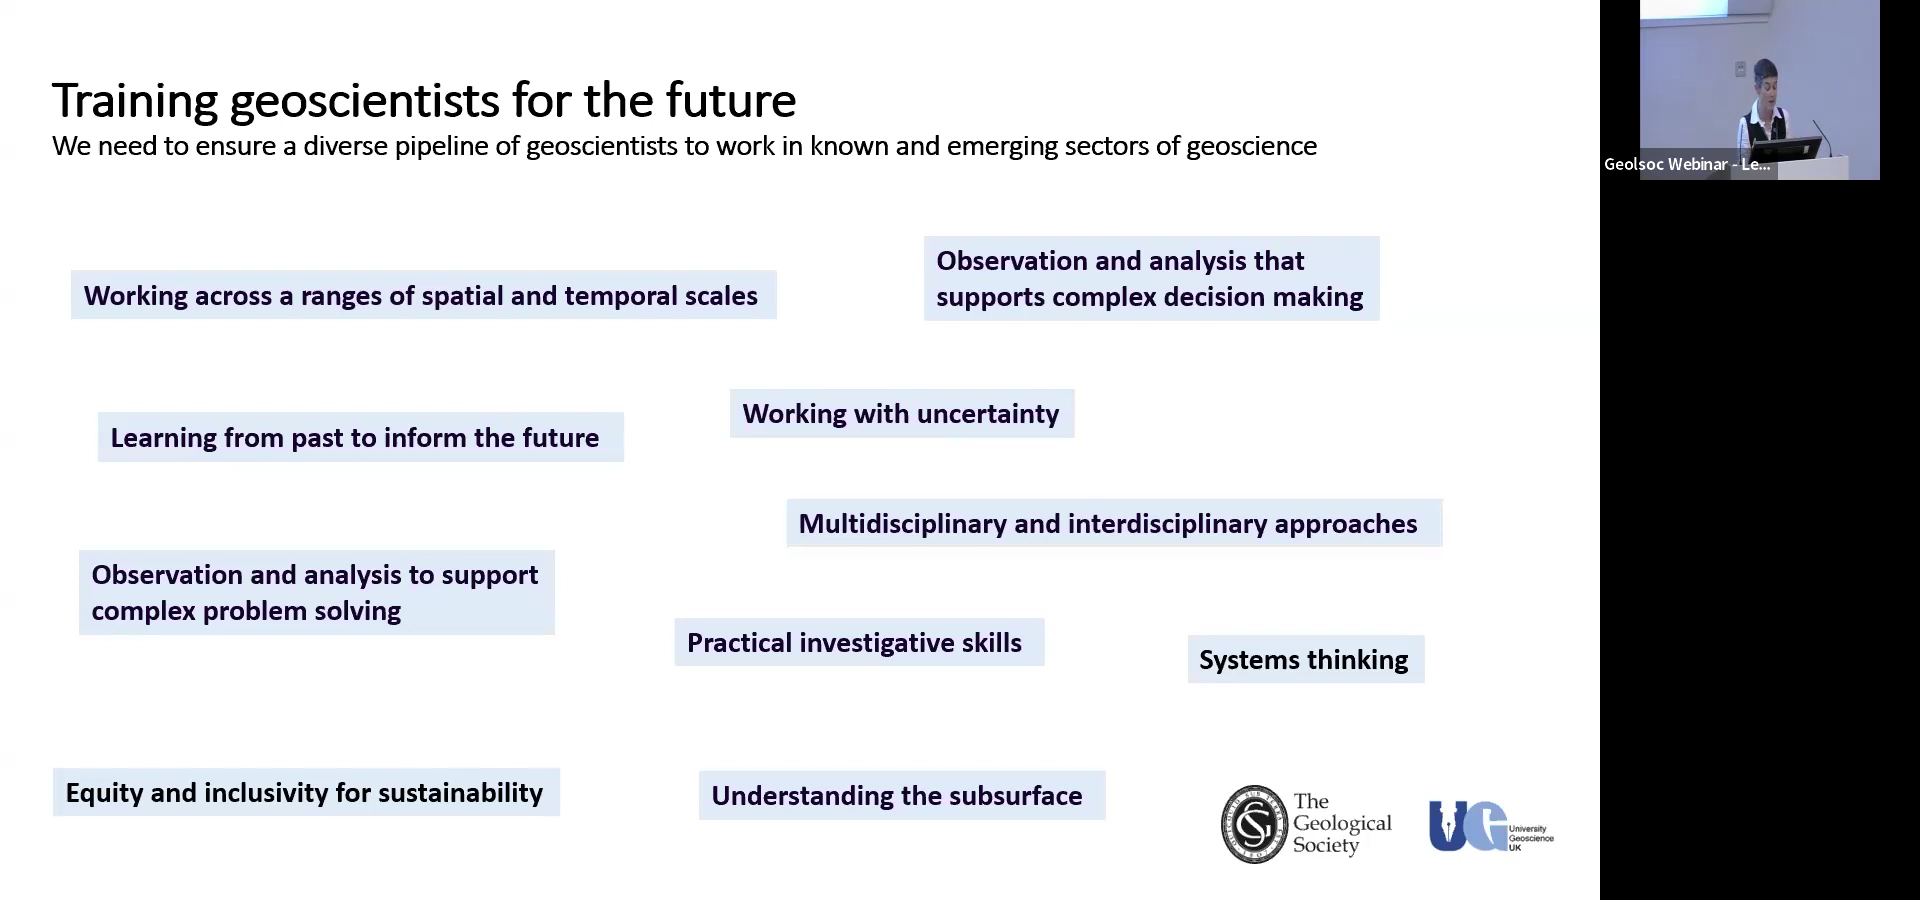 Training geoscientists for the future
We need to ensure a diverse pipeline of geoscientists to work in known and emerging sectors of geoscience
Geolsoc Webinar - Le...
Observation and analysis that
supports complex decision making
Working across a ranges of spatial and temporal scales
Working with uncertainty
Learning from past to inform the future
Multidisciplinary and interdisciplinary approaches
Observation and analysis to support
complex problem solving
Practical investigative skills
Systems thinking
Equity and inclusivity for sustainability
Understanding the subsurface
The
Geological
Society
UG
University
Geoscience
UK